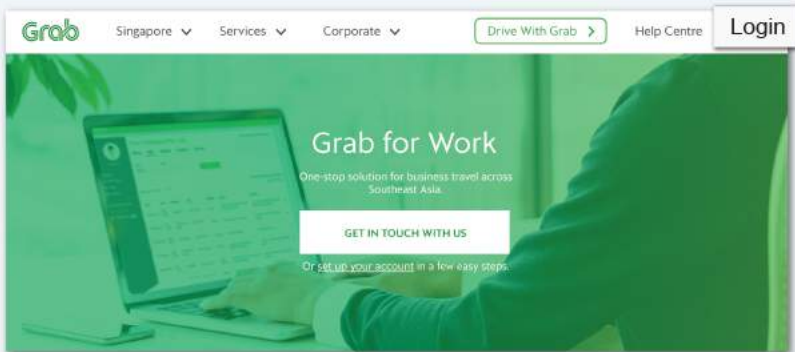 Grab
Singapore
Services
Corporate
Drive With Grab
Help Centre
Login
Grab for Work
One-stop solution for business travel across
Southeast Asia.
GET IN TOUCH WITH US
Or set up your account in a few easy steps.